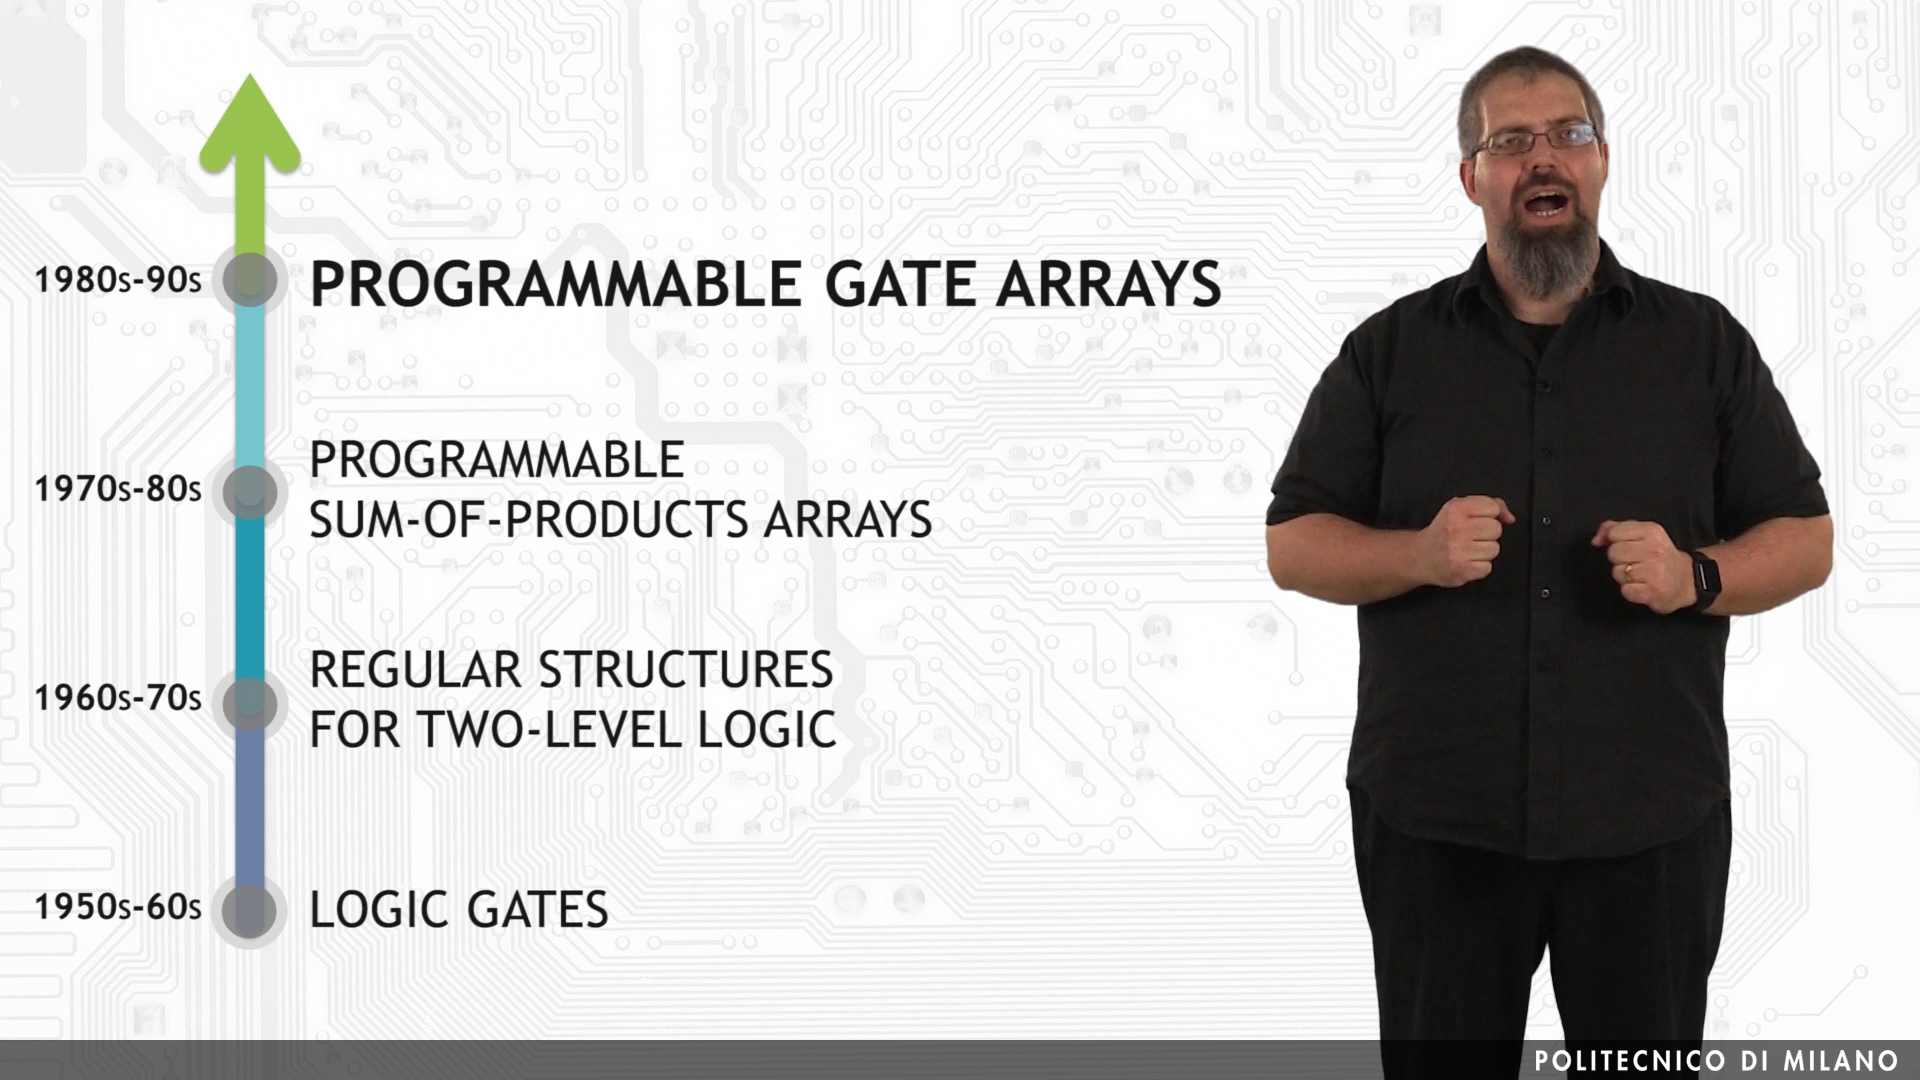 1980s-90s
PROGRAMMABLE GATE ARRAYS
1970s-80s
PROGRAMMABLE
SUM-OF-PRODUCTS ARRAYS
1960s-70s
REGULAR STRUCTURES
FOR TWO-LEVEL LOGIC
1950s-60s
LOGIC GATES
POLITECNICO DI MILANO